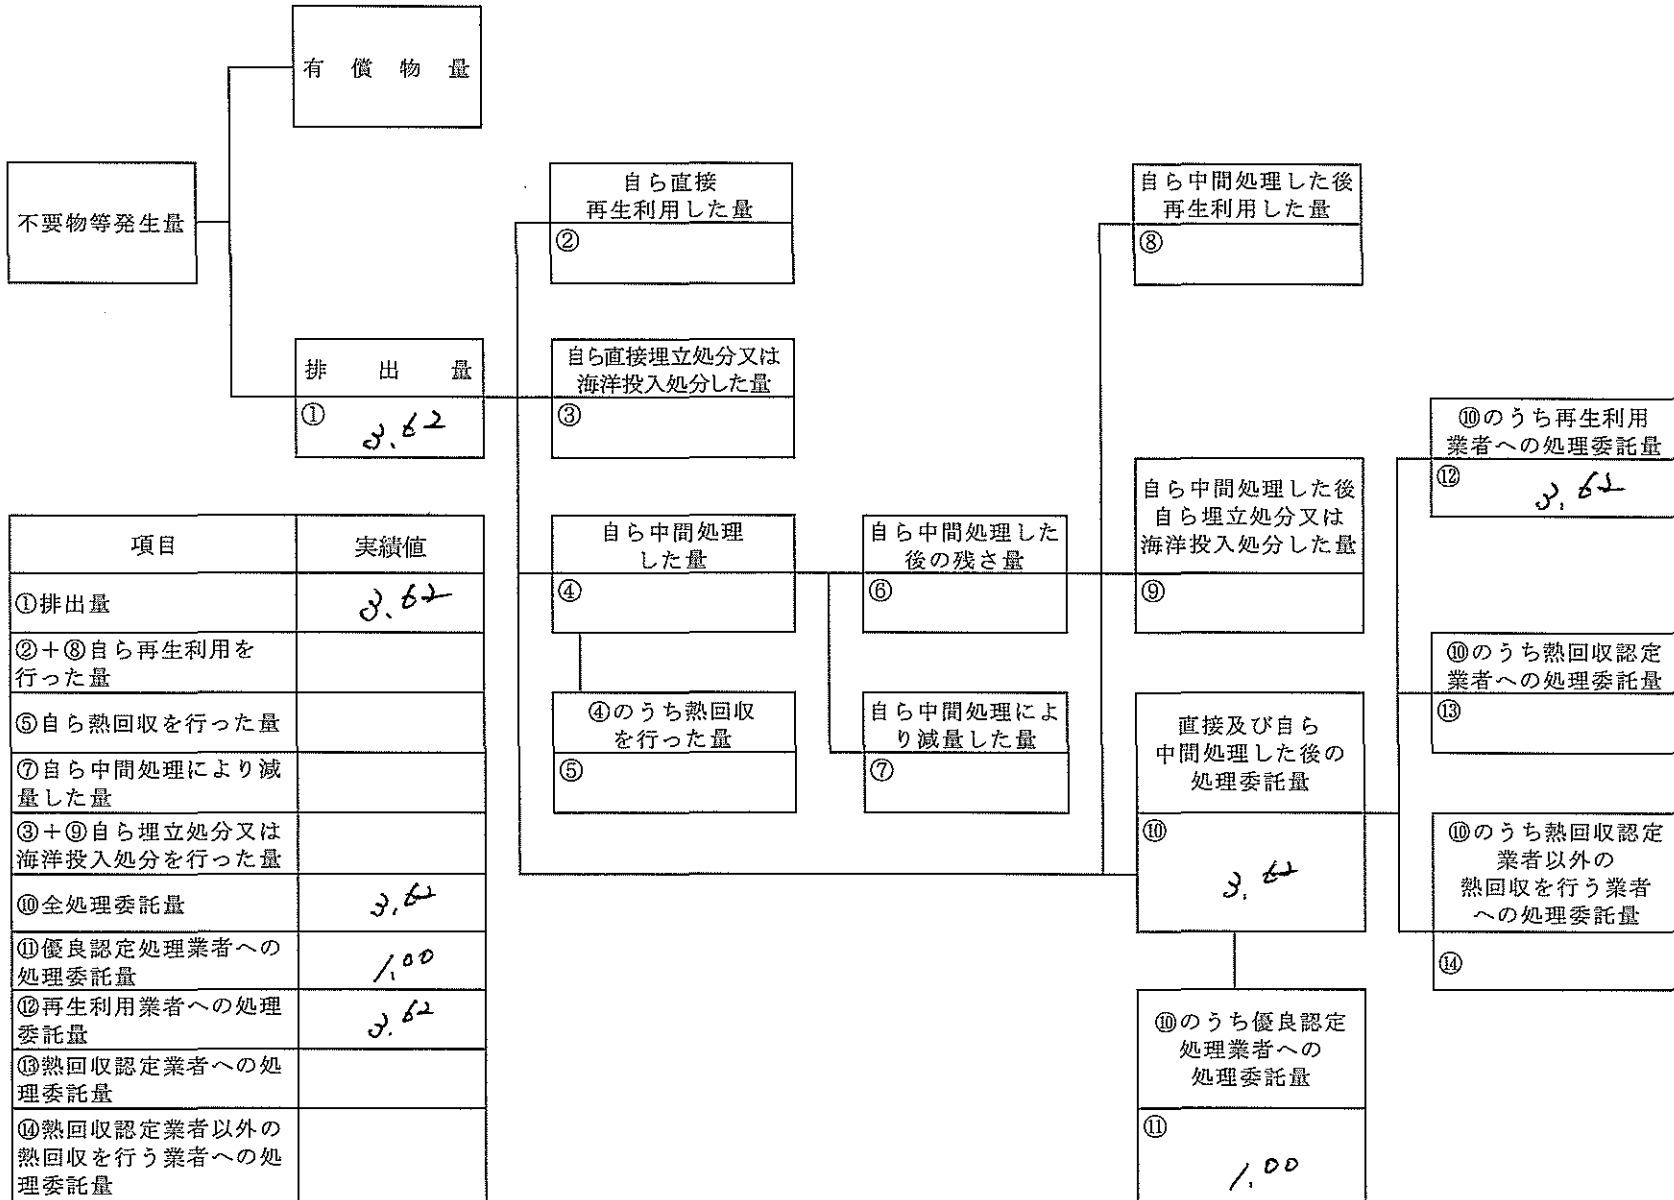 有償物量
不要物等発生量
自ら直接
再生利用した量
②
自ら中間処理した後
再生利用した量
⑧
排出量
① 3.62
自ら直接埋立処分又は
海洋投入処分した量
③
⑩のうち再生利用
業者への処理委託量
⑫ 3.62
自ら中間処理
した量
④
自ら中間処理した
後の残さ量
⑥
自ら中間処理した後
自ら埋立処分又は
海洋投入処分した量
⑨
⑩のうち熱回収認定
業者への処理委託量
⑬
④のうち熱回収
を行った量
⑤
自ら中間処理によ
り減量した量
⑦
直接及び自ら
中間処理した後の
処理委託量
⑩
3.62
⑩のうち熱回収認定
業者以外の
熱回収を行う業者
への処理委託量
⑭
⑩のうち優良認定
処理業者への
処理委託量
⑪
1.00
項目 実績値
①排出量 3.62
②+⑧自ら再生利用を
行った量
⑤自ら熱回収を行った量
⑦自ら中間処理により減
量した量
③+⑨自ら埋立処分又は
海洋投入処分を行った量
⑩全処理委託量 3.62
⑪優良認定処理業者への
処理委託量 1.00
⑫再生利用業者への処理
委託量 3.62
⑬熱回収認定業者への処
理委託量
⑭熱回収認定業者以外の
熱回収を行う業者への処
理委託量